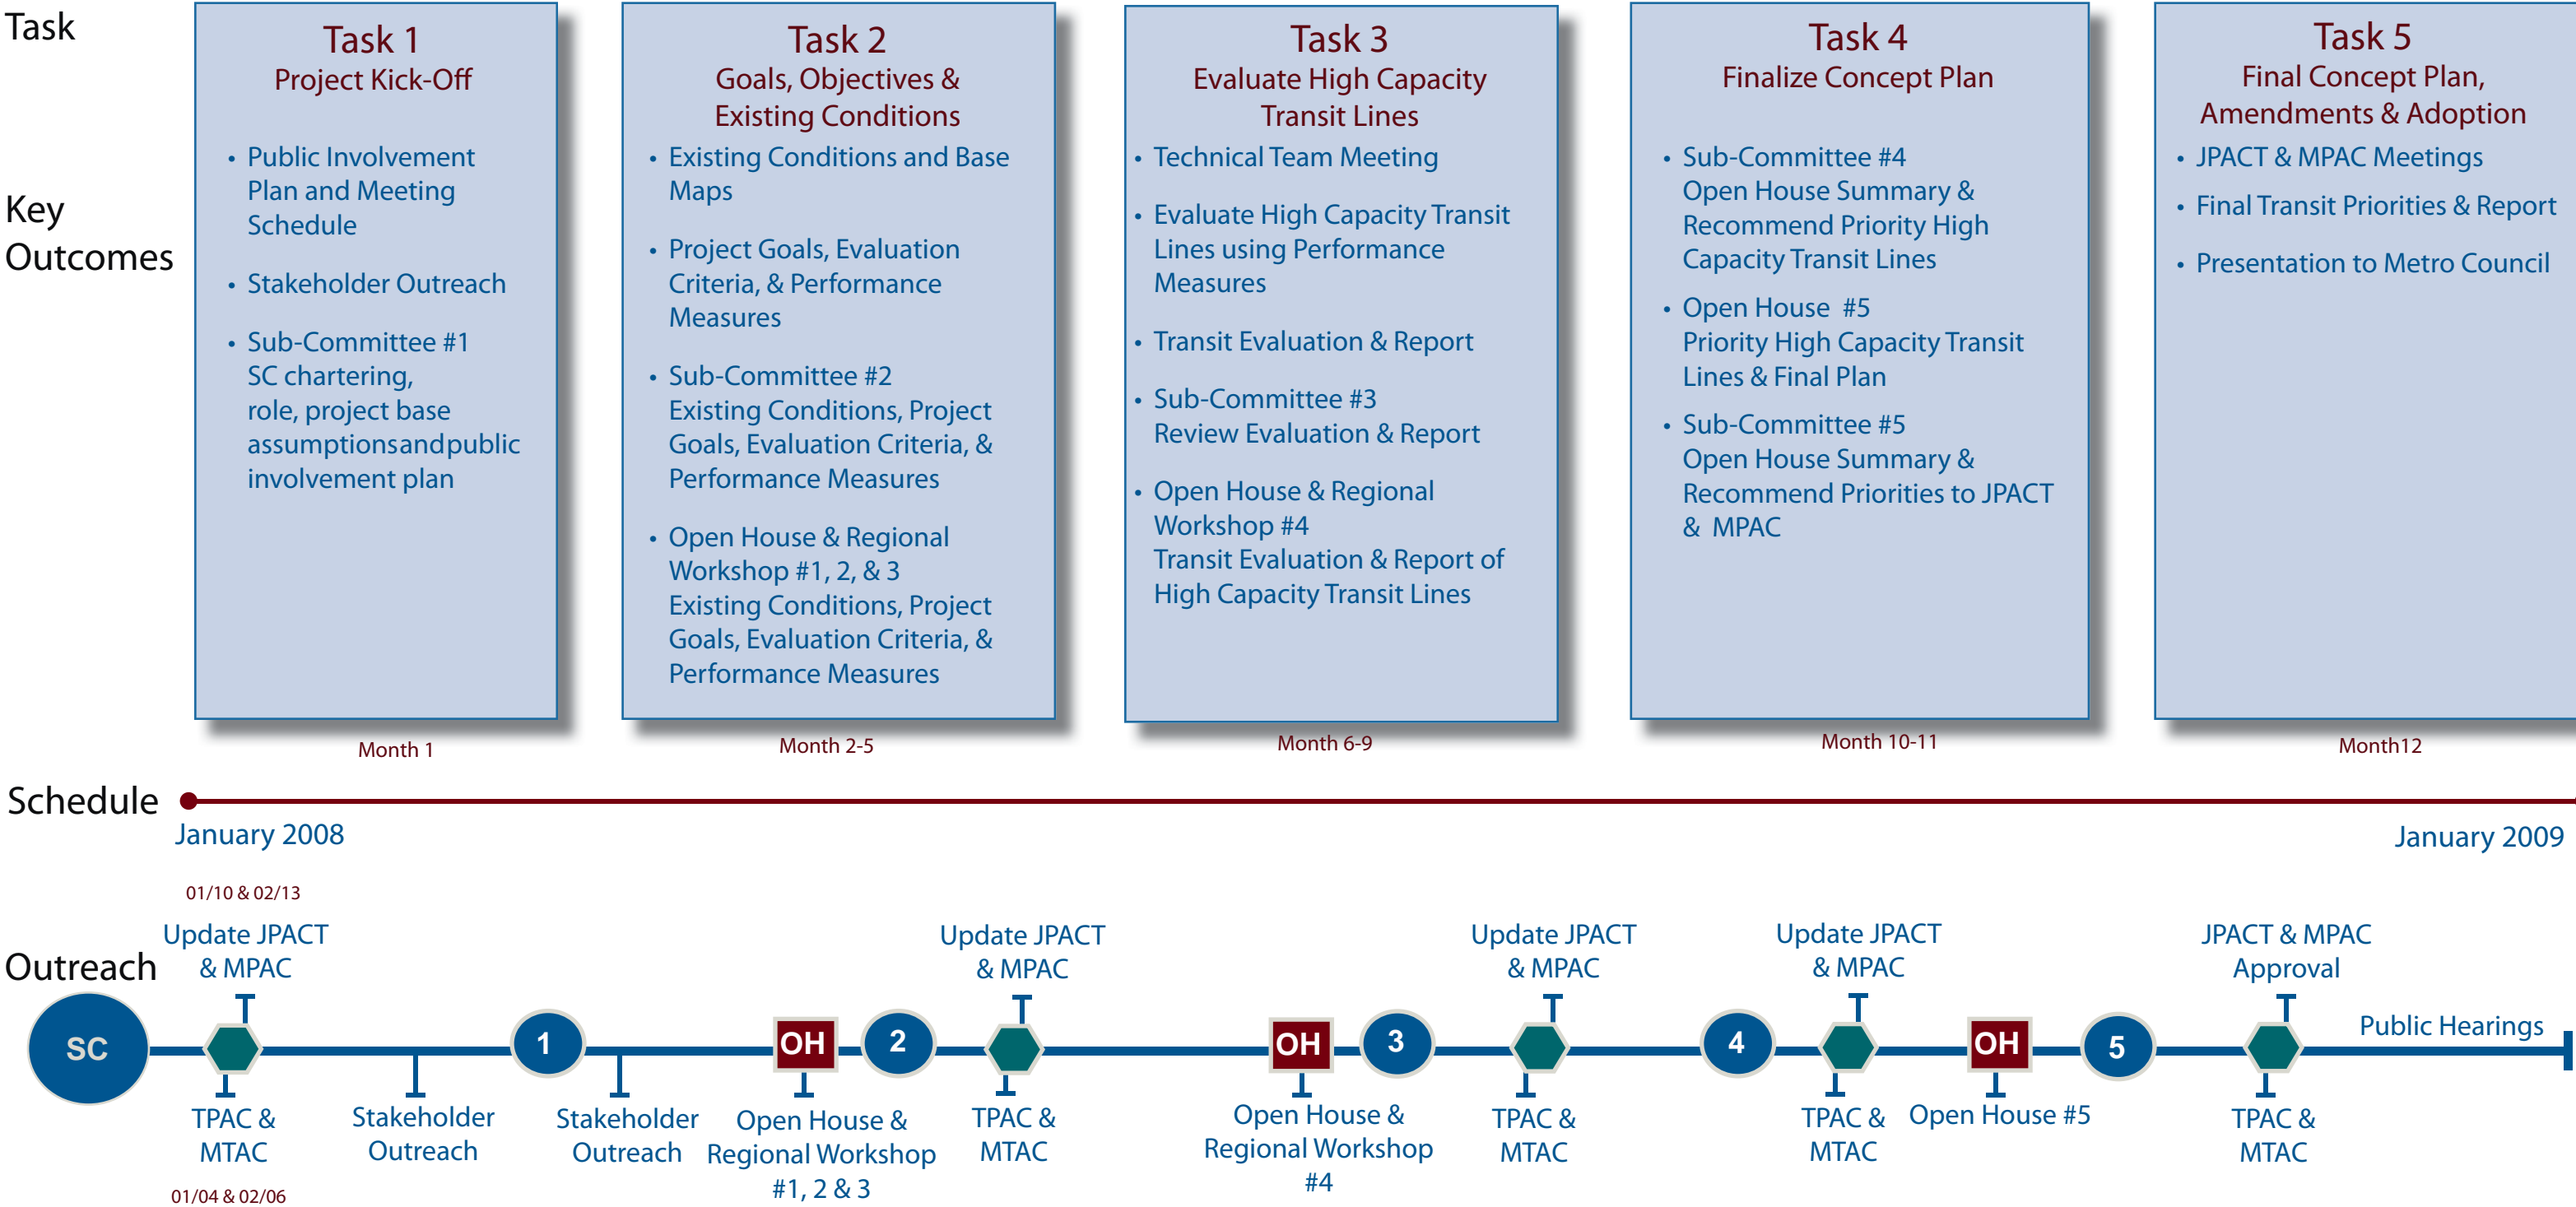 Task
Task 1
Project Kick-Off
• Public Involvement
Plan and Meeting
Schedule
• Stakeholder Outreach
• Sub-Committee #1
SC chartering,
role, project base
assumptions and public
involvement plan
Task 2
Goals, Objectives &
Existing Conditions
• Existing Conditions and Base
Maps
• Project Goals, Evaluation
Criteria, & Performance
Measures
• Sub-Committee #2
Existing Conditions, Project
Goals, Evaluation Criteria, &
Performance Measures
• Open House & Regional
Workshop #1, 2, & 3
Existing Conditions, Project
Goals, Evaluation Criteria, &
Performance Measures
Task 3
Evaluate High Capacity
Transit Lines
• Technical Team Meeting
• Evaluate High Capacity Transit
Lines using Performance
Measures
• Transit Evaluation & Report
• Sub-Committee #3
Review Evaluation & Report
• Open House & Regional
Workshop #4
Transit Evaluation & Report of
High Capacity Transit Lines
Task 4
Finalize Concept Plan
• Sub-Committee #4
Open House Summary &
Recommend Priority High
Capacity Transit Lines
• Open House #5
Priority High Capacity Transit
Lines & Final Plan
• Sub-Committee #5
Open House Summary &
Recommend Priorities to JPACT
& MPAC
Task 5
Final Concept Plan,
Amendments & Adoption
• JPACT & MPAC Meetings
• Final Transit Priorities & Report
• Presentation to Metro Council
Key
Outcomes
Month 1
Month 2-5
Month 6-9
Month 10-11
Month12
Schedule
January 2008
January 2009
Outreach
01/10 & 02/13
Update JPACT
& MPAC
Update JPACT
& MPAC
Update JPACT
& MPAC
Update JPACT
& MPAC
JPACT & MPAC
Approval
Public Hearings
SC
1
OH
2
OH
3
4
OH
5
TPAC &
MTAC
01/04 & 02/06
Stakeholder
Outreach
Stakeholder
Outreach
Open House &
Regional Workshop
#1, 2 & 3
TPAC &
MTAC
Open House &
Regional Workshop
#4
TPAC &
MTAC
TPAC &
MTAC
Open House #5
TPAC &
MTAC